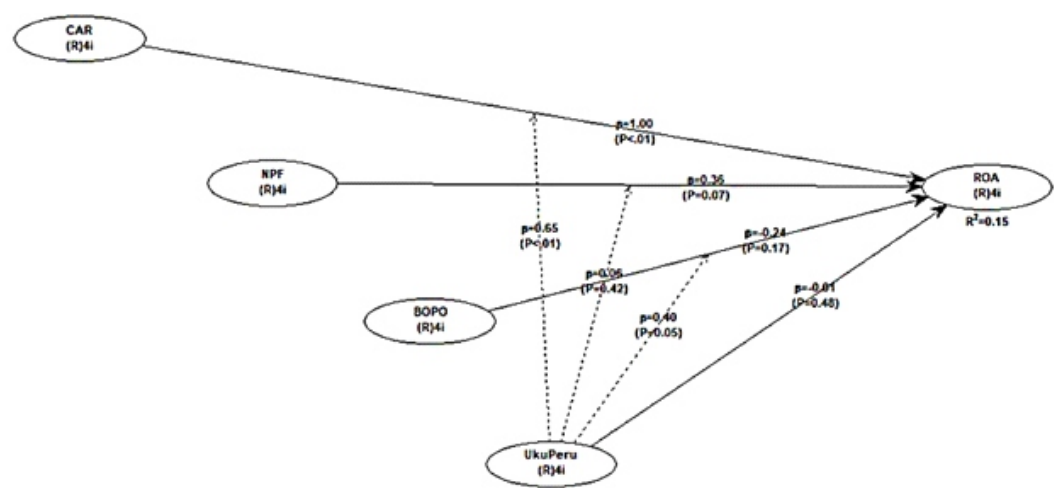 CAR
(R)4i
β=1.00
(P<.01)
NPF
(R)4i
β=0.36
(P=0.07)
ROA
(R)4i
R²=0.15
β=0.65
(P<.01)
β=-0.24
(P=0.17)
β=0.06
(P=0.42)
β=-0.01
(P=0.48)
BOPO
(R)4i
β=0.40
(P=0.05)
UkuPeru
(R)4i